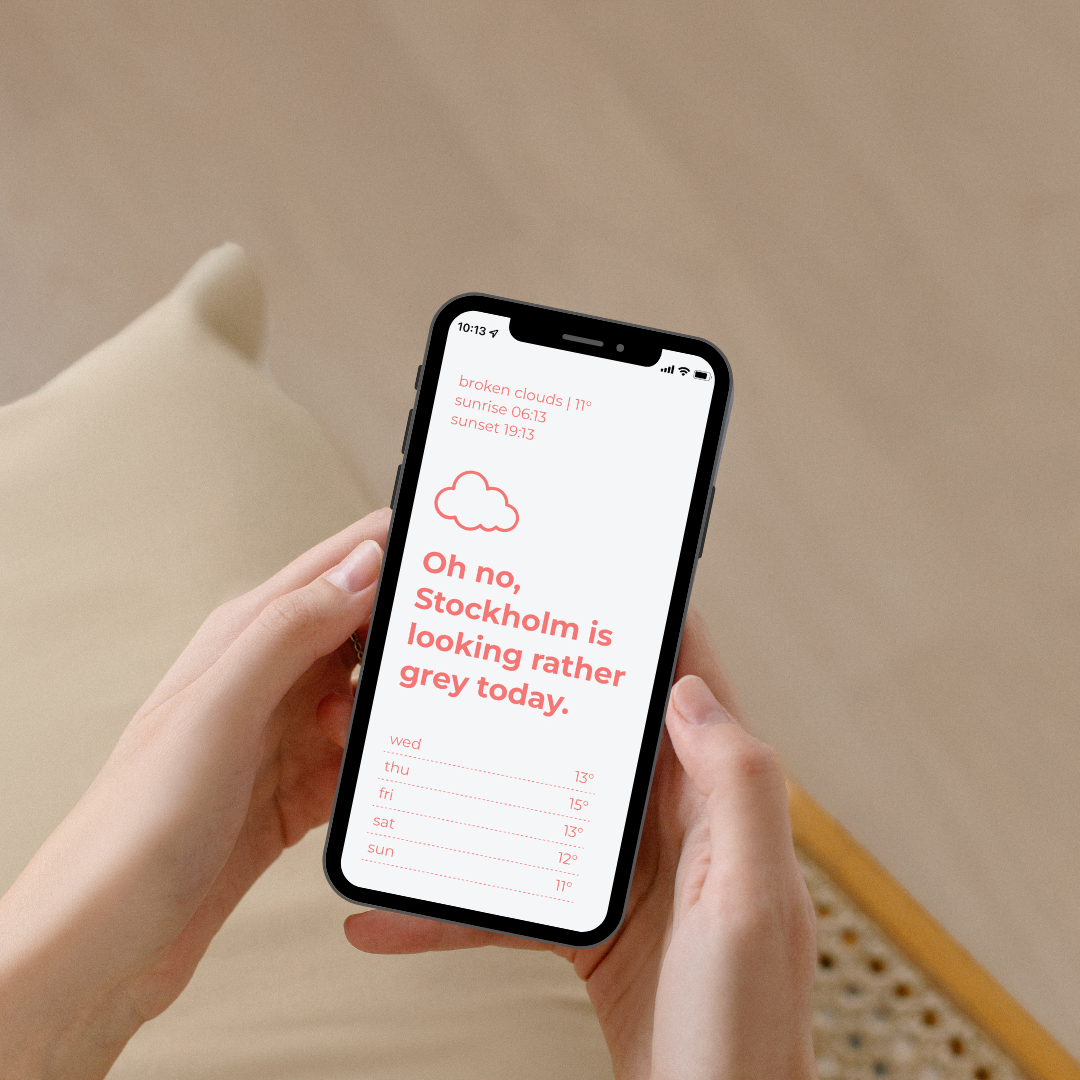 10:13
broken clouds | 11°
sunrise 06:13
sunset 19:13
Oh no,
Stockholm is
looking rather
grey today.
wed 13°
thu 15°
fri 13°
sat 12°
sun 11°